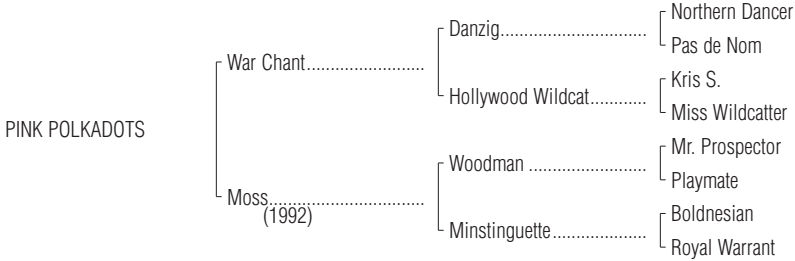 Northern Dancer
Danzig..............................
Pas de Nom
War Chant........................
Kris S.
Hollywood Wildcat...........
Miss Wildcatter
PINK POLKADOTS
Mr. Prospector
Woodman ........................
Playmate
Moss................................
(1992)
Boldnesian
Minstinguette...................
Royal Warrant